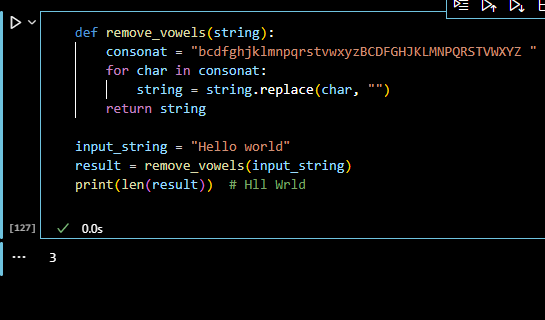 def remove_vowels(string):
    consonat = "bcdfghjklmnpqrstvwxyzBCDFGHJKLMNPQRSTVWXYZ "
    for char in consonat:
        string = string.replace(char, "")
    return string

input_string = "Hello world"
result = remove_vowels(input_string)
print(len(result))  # Hll Wrld
[127]
0.0s
... 3